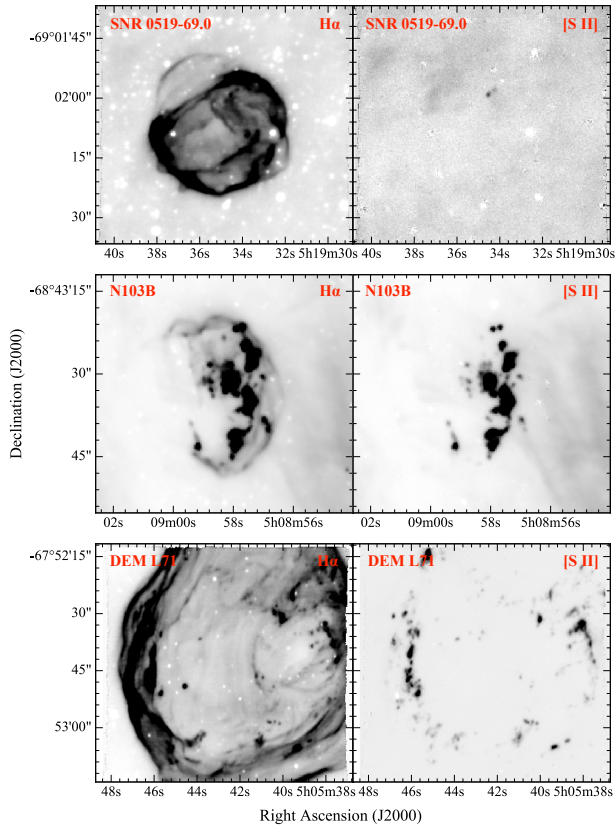 SNR 0519-69.0 Hα SNR 0519-69.0 [S II]
-69°01'45"
02'00"
15"
30"
40s 38s 36s 34s 32s 5h19m30s 40s 38s 36s 34s 32s 5h19m30s
N103B Hα N103B [S II]
-68°43'15"
30"
45"
02s 09m00s 58s 5h08m56s 02s 09m00s 58s 5h08m56s
DEM L71 Hα DEM L71 [S II]
-67°52'15"
30"
45"
53'00"
48s 46s 44s 42s 40s 5h05m38s 48s 46s 44s 42s 40s 5h05m38s
Declination (J2000)
Right Ascension (J2000)